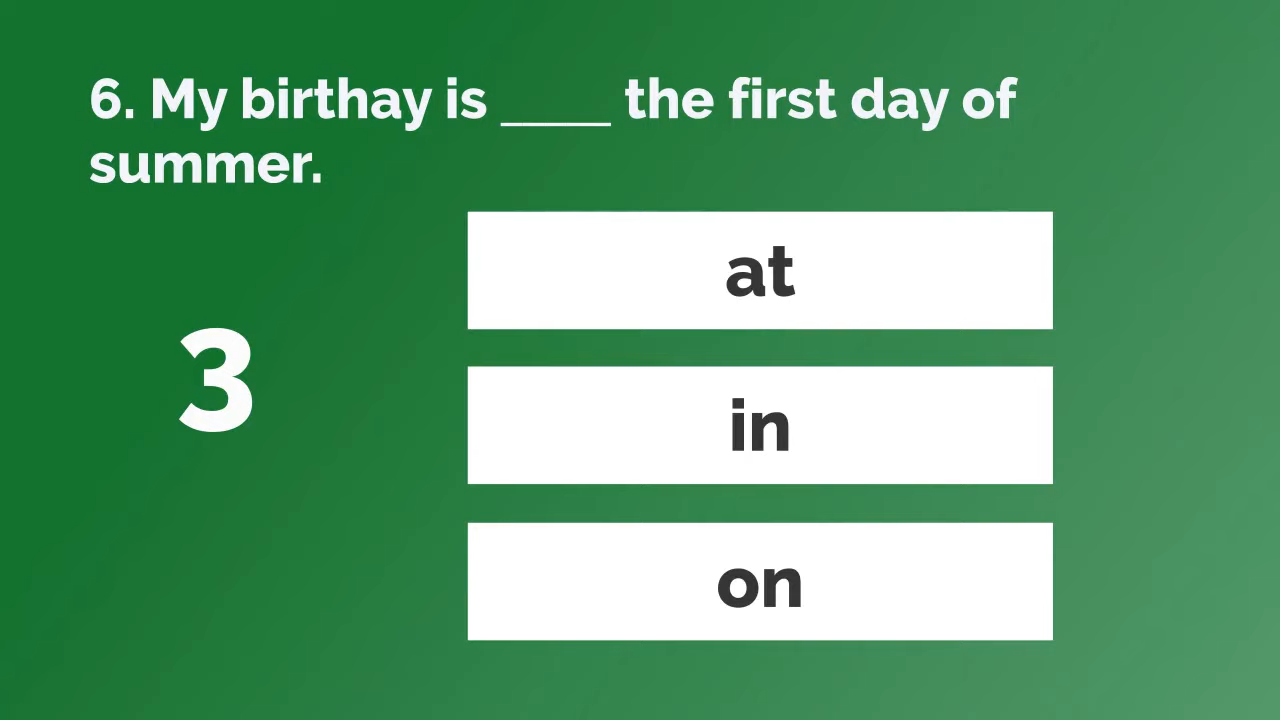 6. My birthay is ____ the first day of
summer.
at
3
in
on